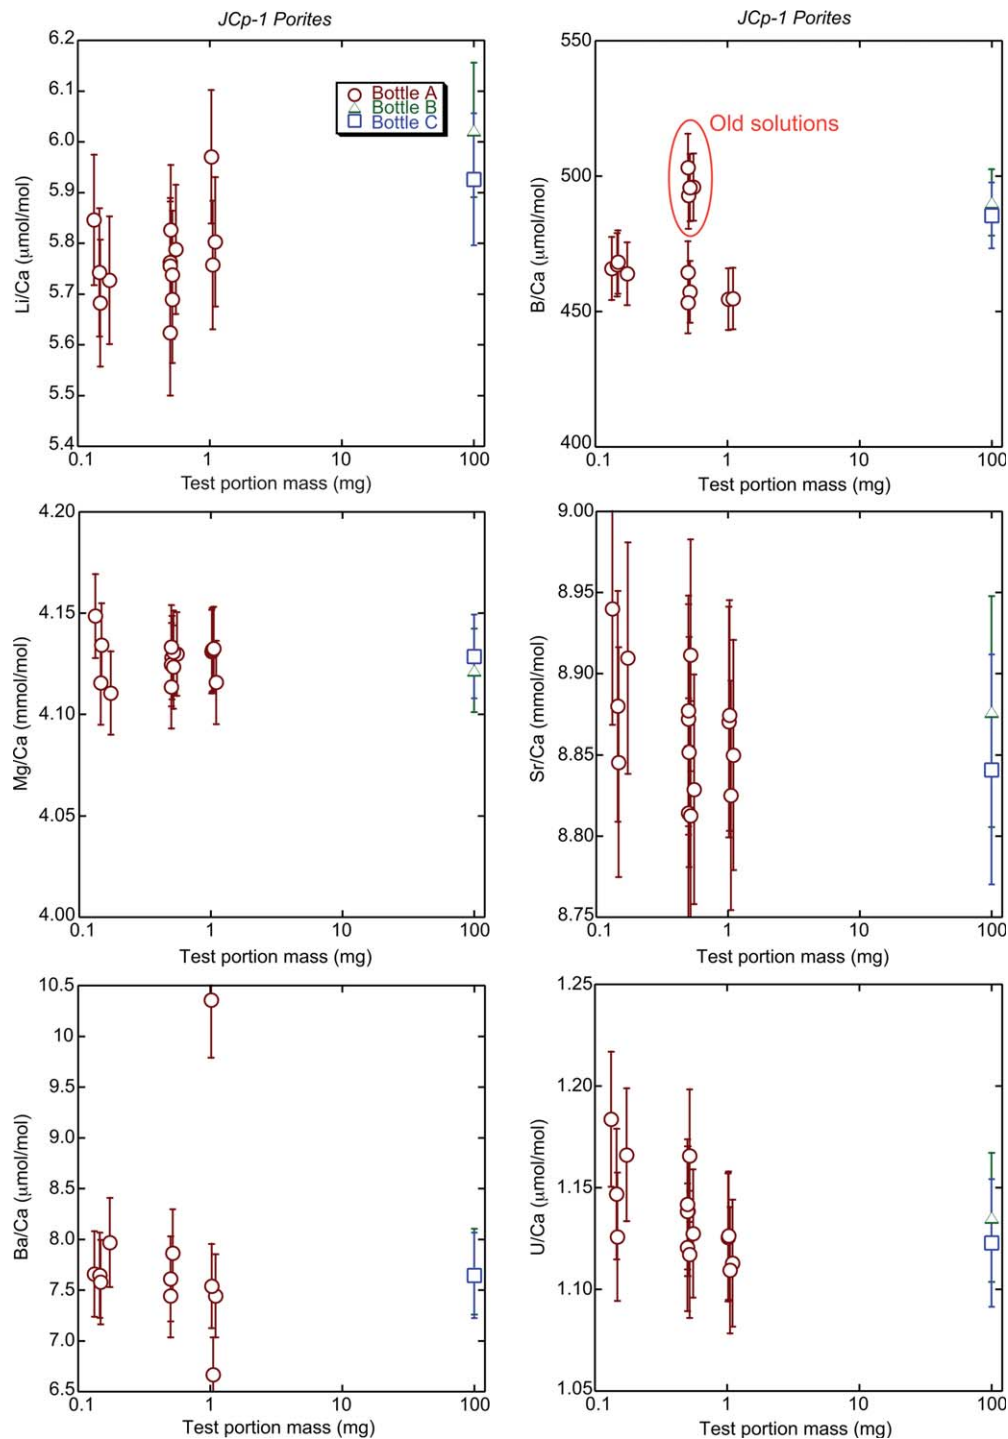 JCp-1 Porites
JCp-1 Porites
6.2
6.1
6.0
5.9
5.8
5.7
5.6
5.5
5.4
Li/Ca (μmol/mol)
Bottle A
Bottle B
Bottle C
0.1 1 10 100
Test portion mass (mg)
550
500
450
400
B/Ca (μmol/mol)
Old solutions
0.1 1 10 100
Test portion mass (mg)
4.20
4.15
4.10
4.05
4.00
Mg/Ca (mmol/mol)
0.1 1 10 100
Test portion mass (mg)
9.00
8.95
8.90
8.85
8.80
8.75
Sr/Ca (mmol/mol)
0.1 1 10 100
Test portion mass (mg)
10.5
10
9.5
9.0
8.5
8.0
7.5
7.0
6.5
Ba/Ca (μmol/mol)
0.1 1 10 100
Test portion mass (mg)
1.25
1.20
1.15
1.10
1.05
U/Ca (μmol/mol)
0.1 1 10 100
Test portion mass (mg)